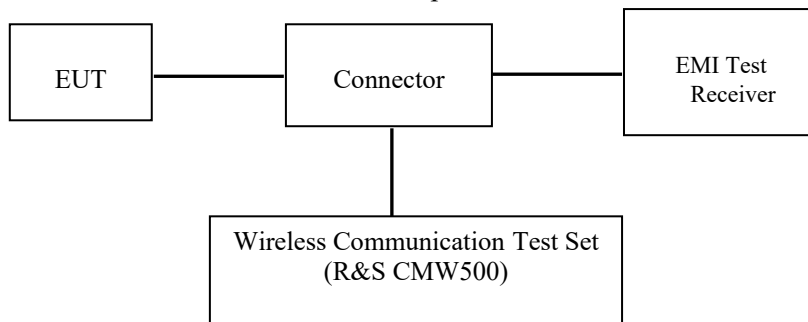 EUT
Connector
EMI Test
Receiver
Wireless Communication Test Set
(R&S CMW500)